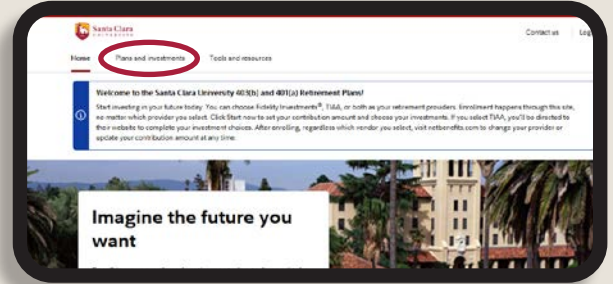 Santa Clara
UNIVERSITY
Contact us Log
Home Plans and investments Tools and resources
Welcome to the Santa Clara University 403(b) and 401(a) Retirement Plans!
Start investing in your future today. You can choose Fidelity Investments®, TIAA, or both as your retirement providers. Enrollment happens through this site,
no matter which provider you select. Click Start now to set your contribution amount and choose your investments. If you select TIAA, you'll be directed to
their website to complete your investment choices. After enrolling, regardless which vendor you select, visit netbenefits.com to change your provider or
update your contribution amount at any time.
Imagine the future you
want